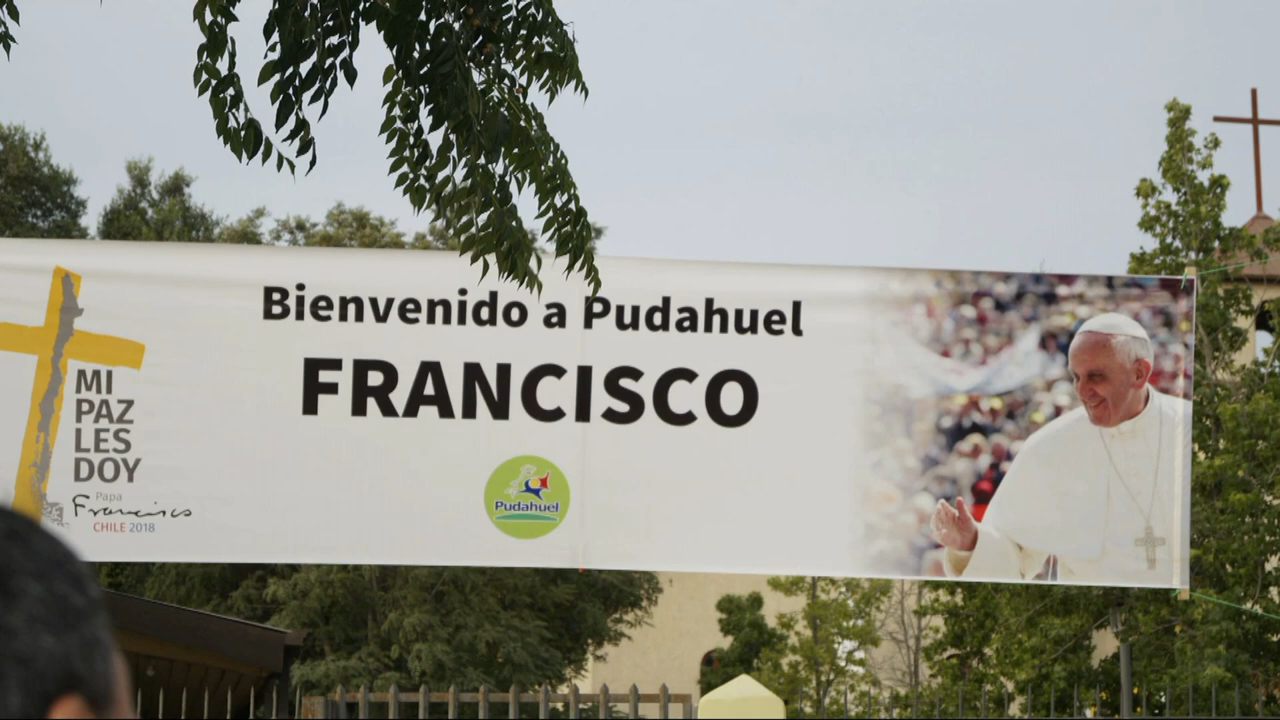 Bienvenido a Pudahuel
FRANCISCO
MI
PAZ
LES
DOY
Papa
Francisco
CHILE 2018
Pudahuel